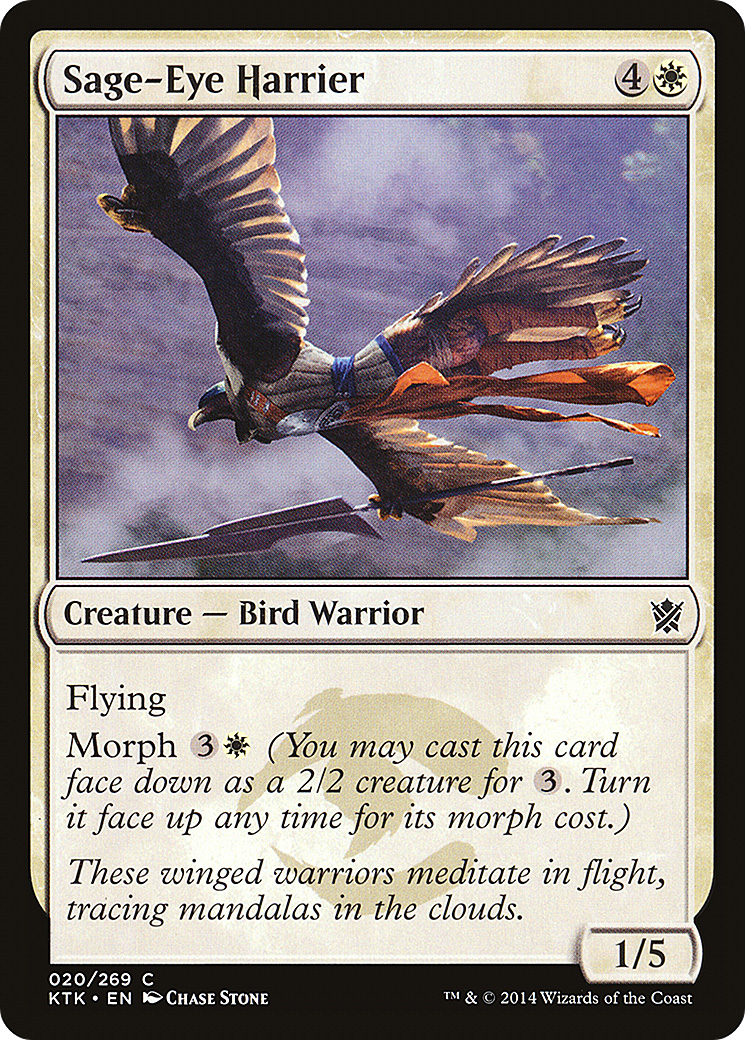 Sage-Eye Harrier 4
Creature — Bird Warrior
Flying
Morph 3 (You may cast this card
face down as a 2/2 creature for 3. Turn
it face up any time for its morph cost.)
These winged warriors meditate in flight,
tracing mandalas in the clouds.
1/5
020/269 C
KTK • EN Chase Stone
™ & © 2014 Wizards of the Coast